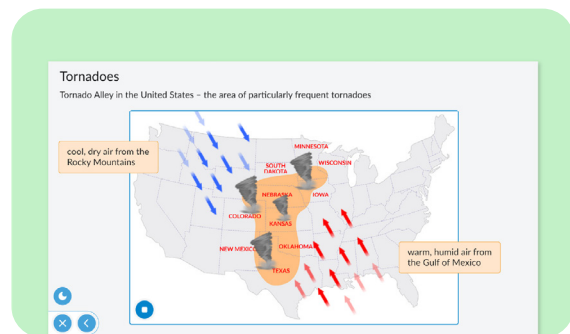 Tornadoes
Tornado Alley in the United States – the area of particularly frequent tornadoes
cool, dry air from the
Rocky Mountains
MINNESOTA
WISCONSIN
SOUTH
DAKOTA
NEBRASKA
IOWA
COLORADO
KANSAS
NEW MEXICO
OKLAHOMA
TEXAS
warm, humid air from
the Gulf of Mexico